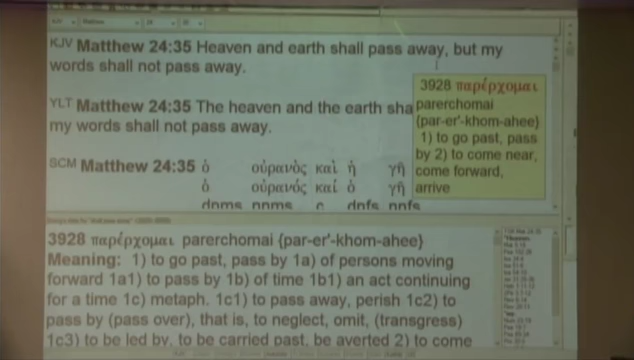 KJV Matthew 24:35 Heaven and earth shall pass away, but my
words shall not pass away.
YLT Matthew 24:35 The heaven and the earth sha
my words shall not pass away.
SCM Matthew 24:35 ὁ οὐρανὸς καὶ ἡ γῆ
ὁ οὐρανός καί ὁ γῆ
dnms nnms c dnfs nnfs
3928 παρέρχομαι
parerchomai
{par-er'-khom-ahee}
1) to go past, pass
by 2) to come near,
come forward,
arrive
3928 παρέρχομαι parerchomai {par-er'-khom-ahee}
Meaning: 1) to go past, pass by 1a) of persons moving
forward 1a1) to pass by 1b) of time 1b1) an act continuing
for a time 1c) metaph. 1c1) to pass away, perish 1c2) to
pass by (pass over), that is, to neglect, omit, (transgress)
1c3) to be led by, to be carried past, be averted 2) to come